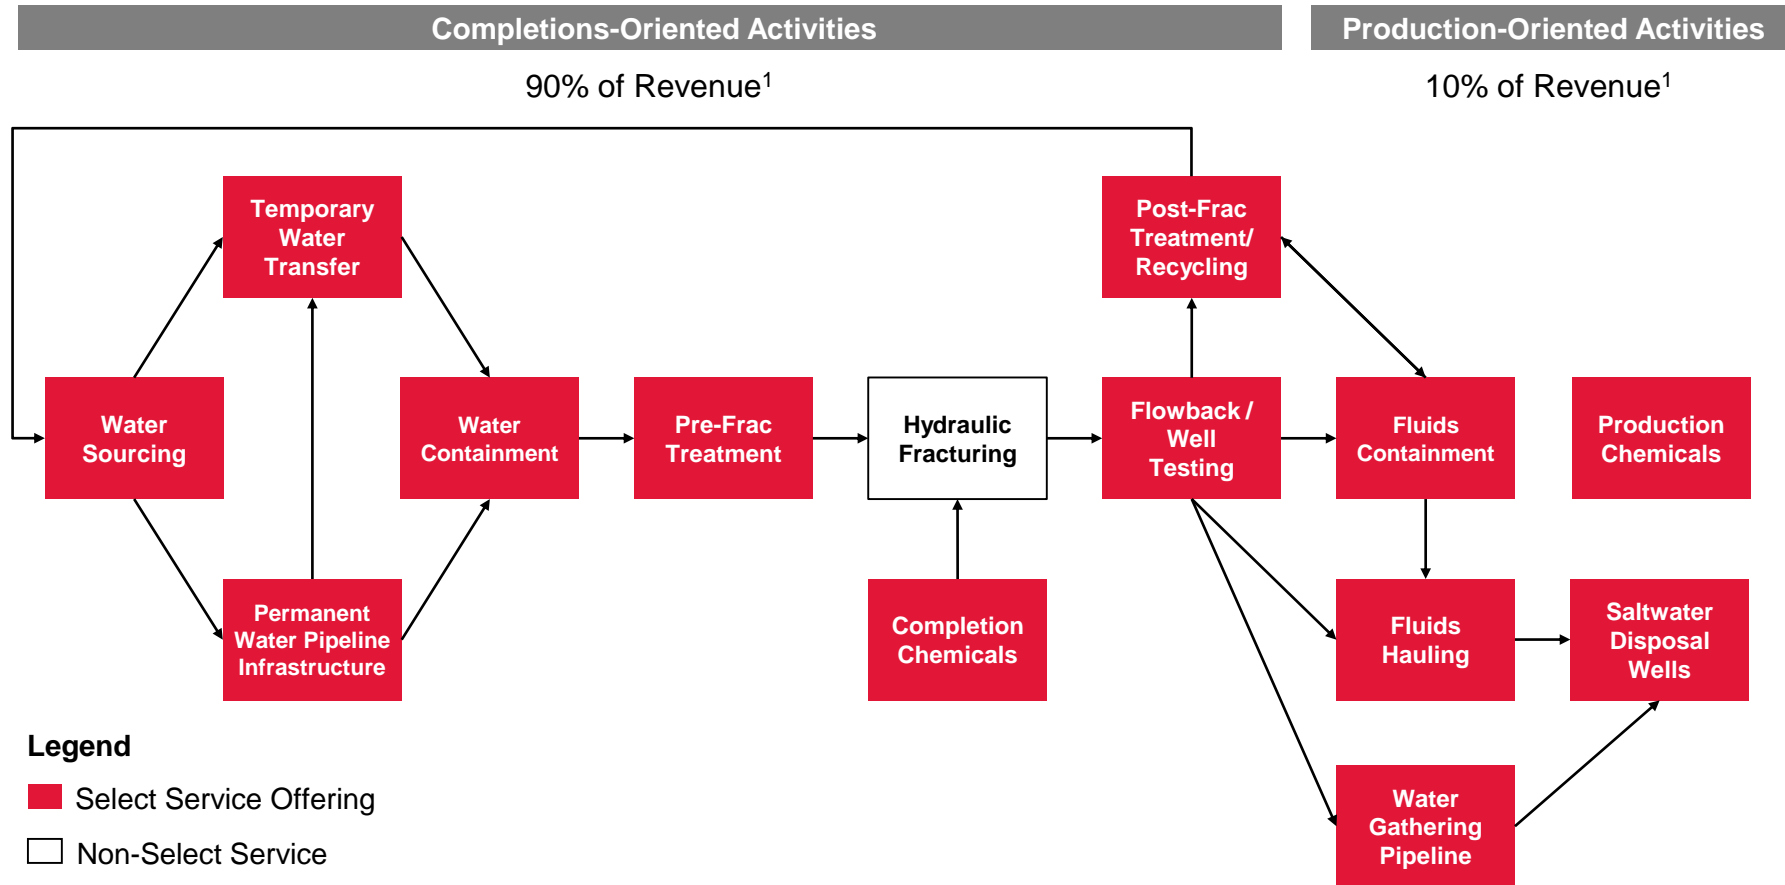 Completions-Oriented Activities
Production-Oriented Activities
90% of Revenue1
10% of Revenue1
Temporary
Water
Transfer
Post-Frac
Treatment/
Recycling
Water
Sourcing
Water
Containment
Pre-Frac
Treatment
Hydraulic
Fracturing
Flowback /
Well
Testing
Fluids
Containment
Production
Chemicals
Permanent
Water Pipeline
Infrastructure
Completion
Chemicals
Fluids
Hauling
Saltwater
Disposal
Wells
Water
Gathering
Pipeline
Legend
Select Service Offering
Non-Select Service